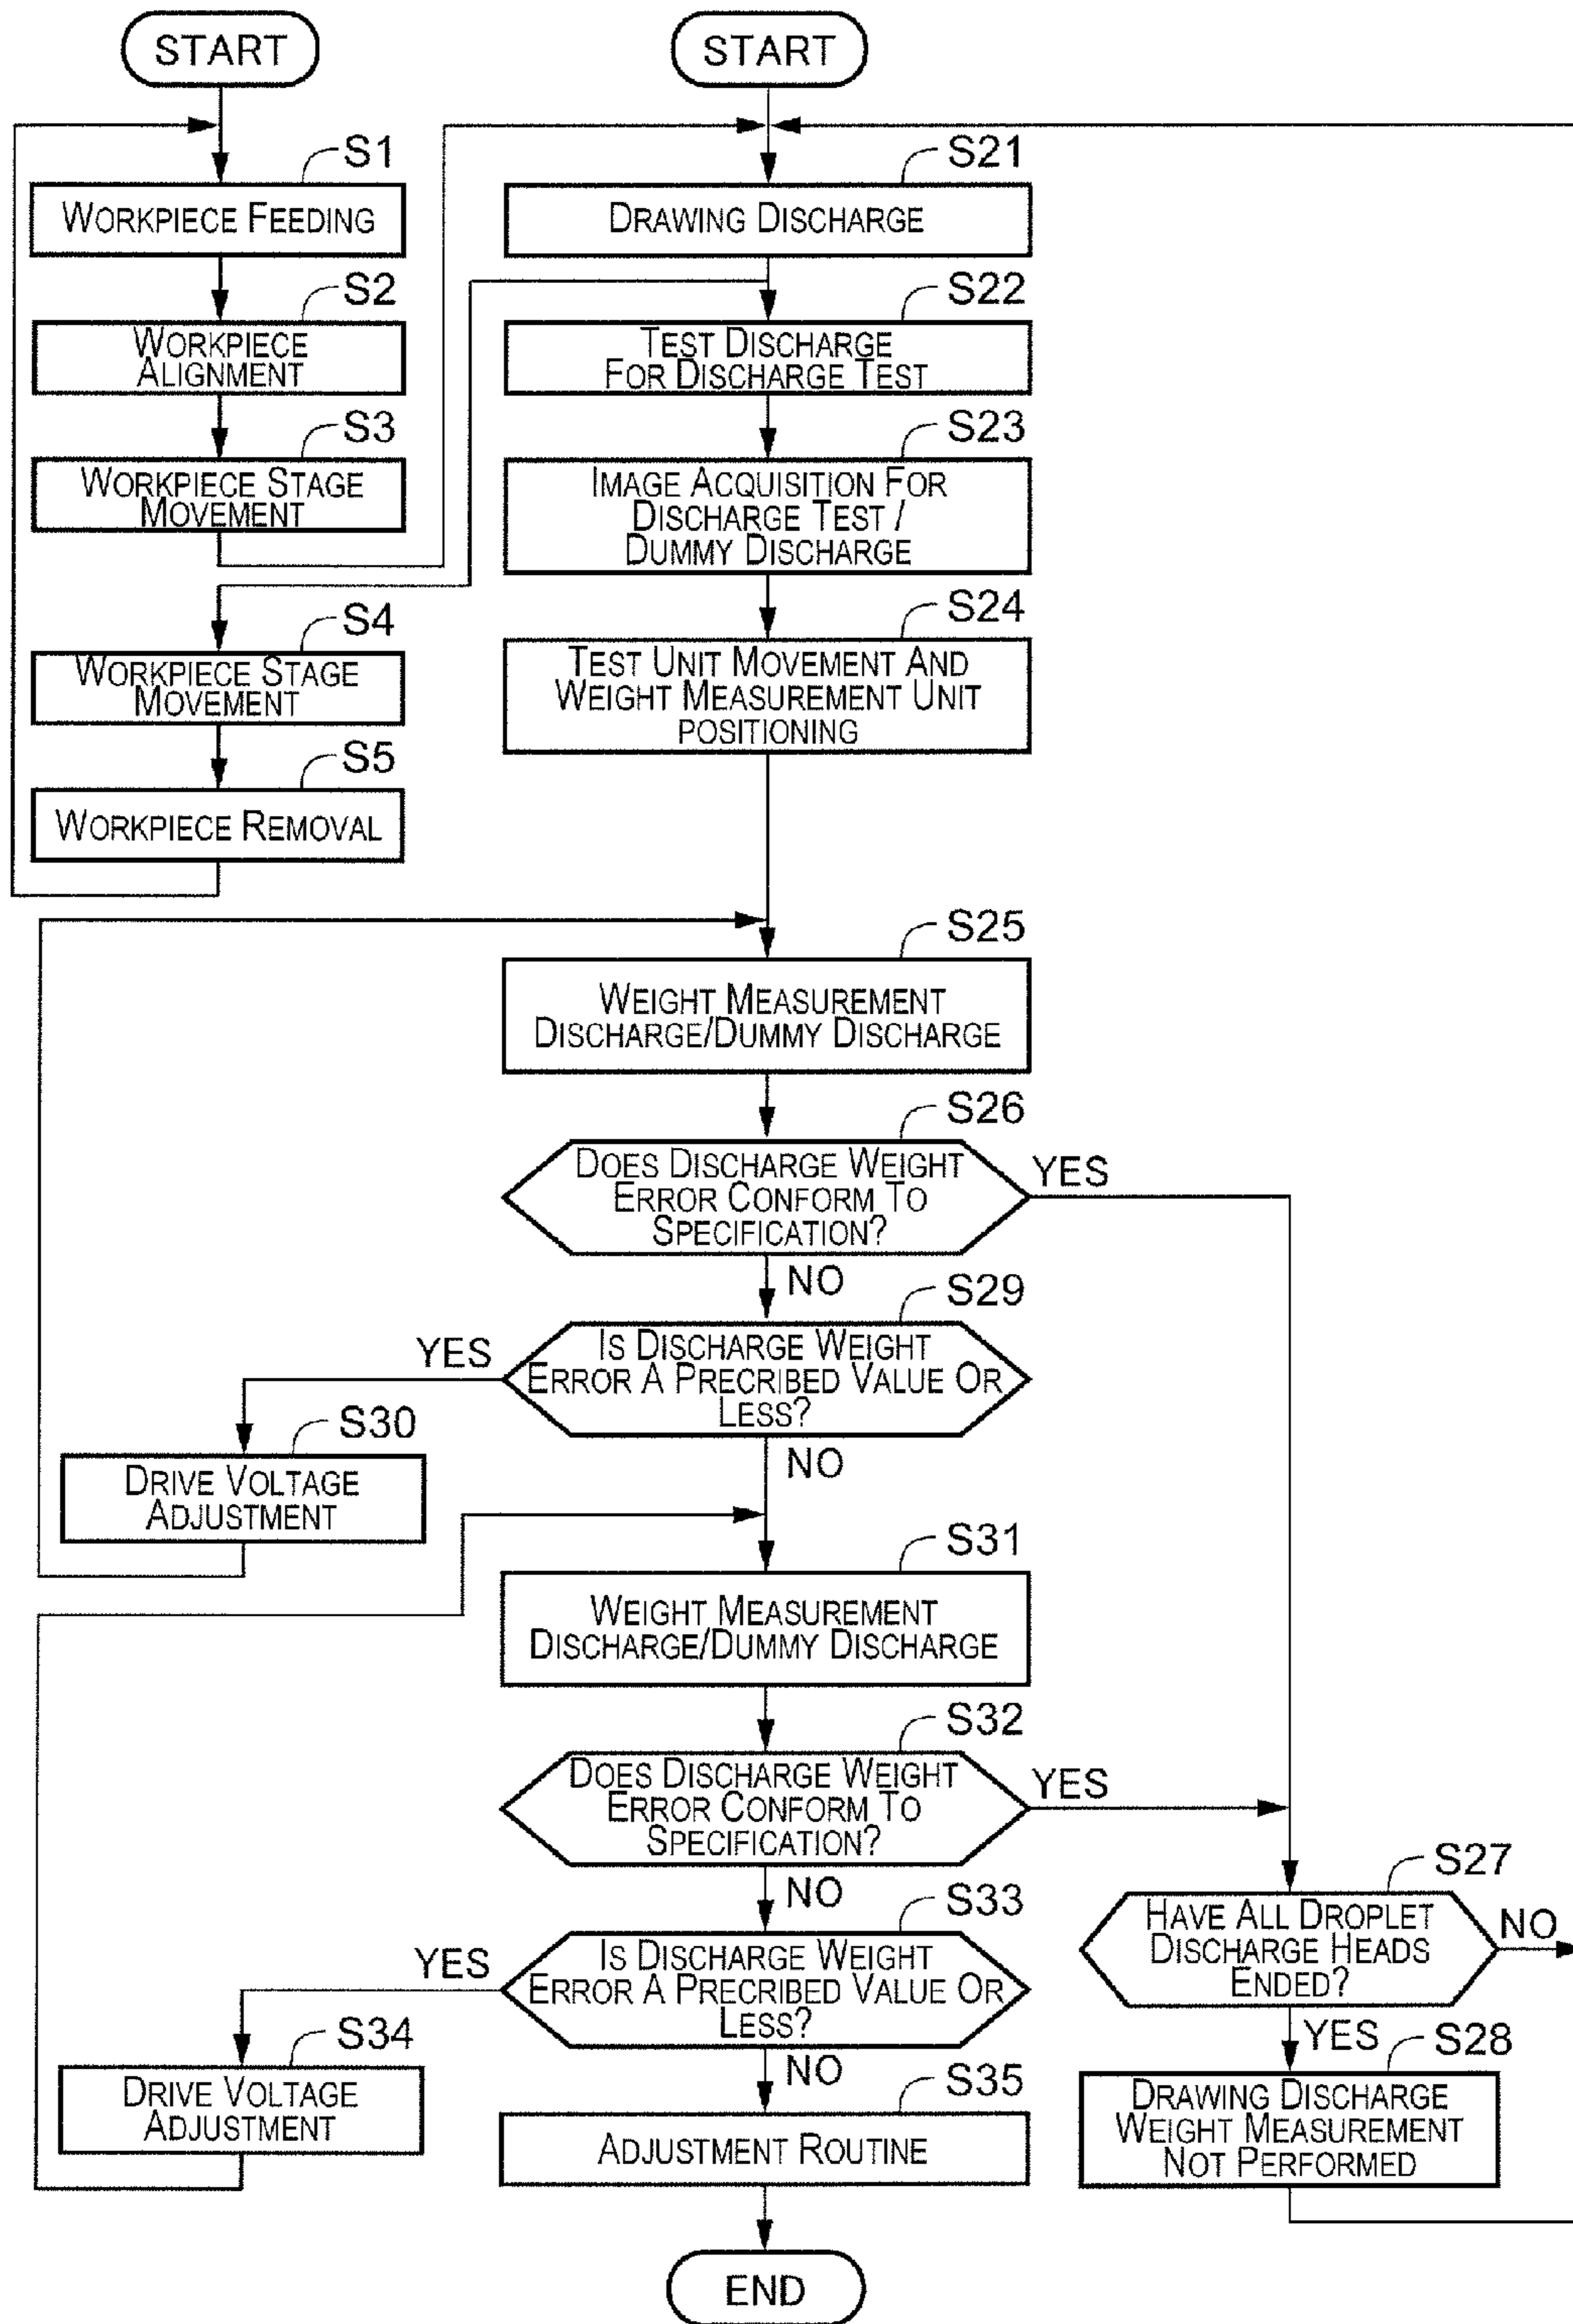 START
S1
WORKPIECE FEEDING
S2
WORKPIECE
ALIGNMENT
S3
WORKPIECE STAGE
MOVEMENT
S4
WORKPIECE STAGE
MOVEMENT
S5
WORKPIECE REMOVAL
START
S21
DRAWING DISCHARGE
S22
TEST DISCHARGE
FOR DISCHARGE TEST
S23
IMAGE ACQUISITION FOR
DISCHARGE TEST /
DUMMY DISCHARGE
S24
TEST UNIT MOVEMENT AND
WEIGHT MEASUREMENT UNIT
POSITIONING
S25
WEIGHT MEASUREMENT
DISCHARGE/DUMMY DISCHARGE
S26
DOES DISCHARGE WEIGHT
ERROR CONFORM TO
SPECIFICATION?
YES
NO
S29
IS DISCHARGE WEIGHT
ERROR A PRECRIBED VALUE OR
LESS?
YES
NO
S30
DRIVE VOLTAGE
ADJUSTMENT
S31
WEIGHT MEASUREMENT
DISCHARGE/DUMMY DISCHARGE
S32
DOES DISCHARGE WEIGHT
ERROR CONFORM TO
SPECIFICATION?
YES
NO
S27
HAVE ALL DROPLET
DISCHARGE HEADS
ENDED?
NO
YES
S28
DRAWING DISCHARGE
WEIGHT MEASUREMENT
NOT PERFORMED
S33
IS DISCHARGE WEIGHT
ERROR A PRECRIBED VALUE OR
LESS?
YES
NO
S34
DRIVE VOLTAGE
ADJUSTMENT
S35
ADJUSTMENT ROUTINE
END